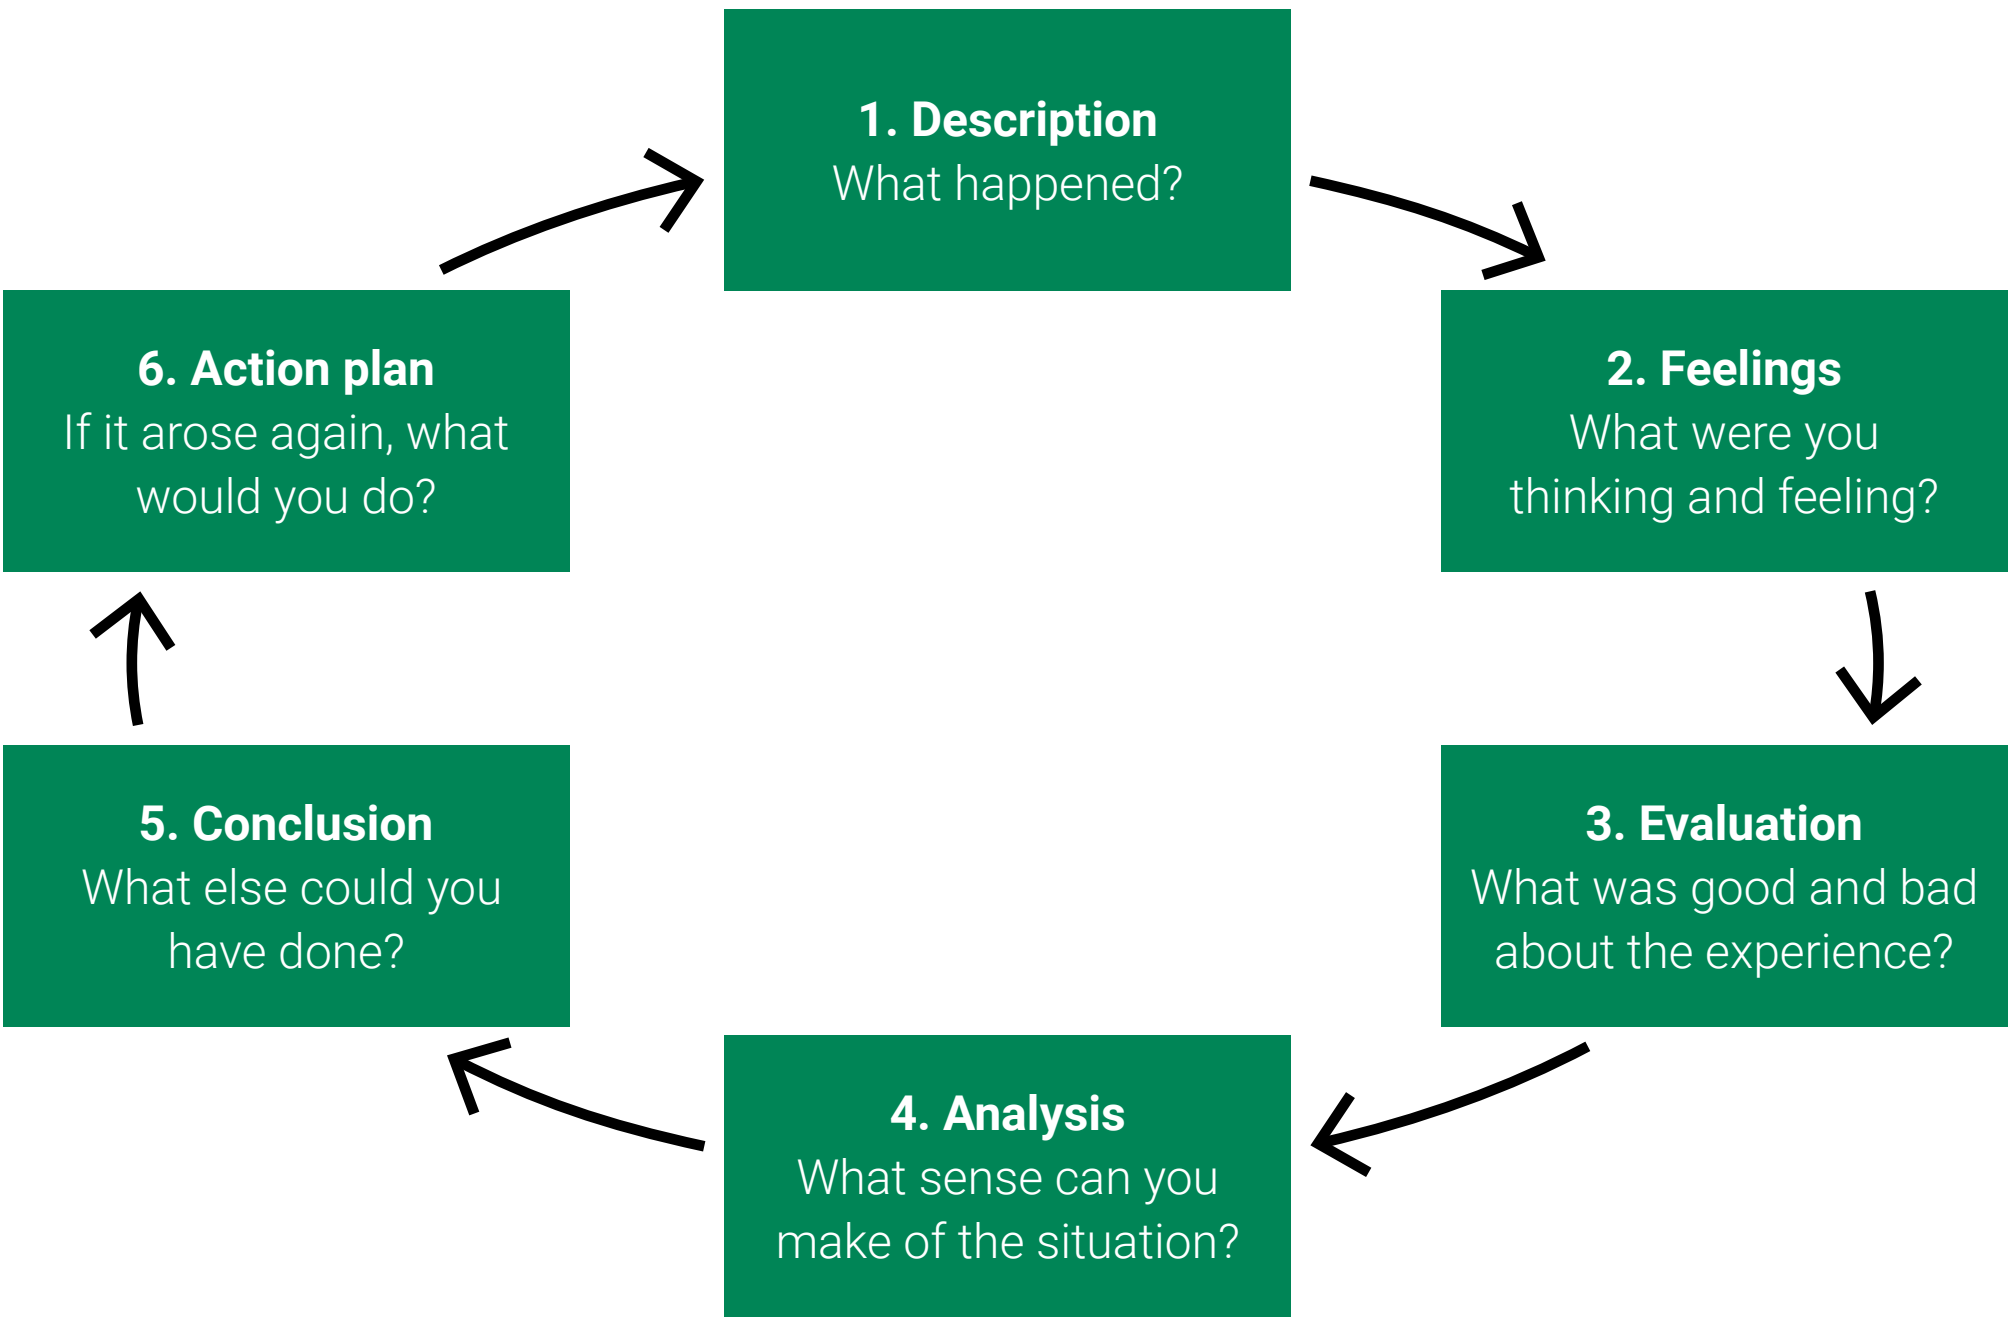 1. Description
What happened?
2. Feelings
What were you
thinking and feeling?
3. Evaluation
What was good and bad
about the experience?
4. Analysis
What sense can you
make of the situation?
5. Conclusion
What else could you
have done?
6. Action plan
If it arose again, what
would you do?